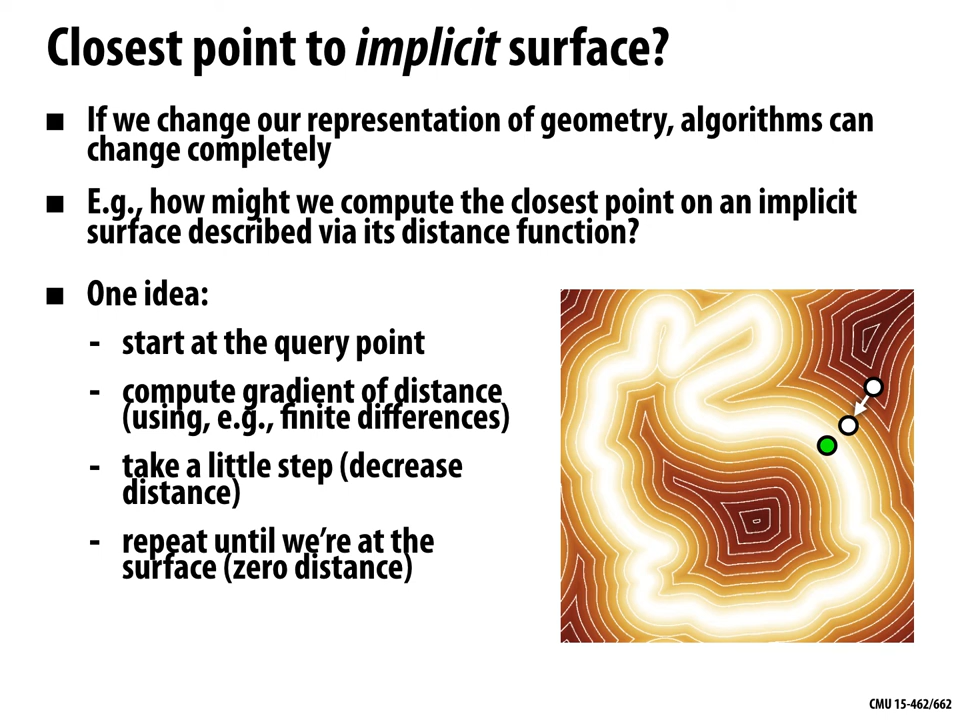 Closest point to implicit surface?
■ If we change our representation of geometry, algorithms can
change completely
■ E.g., how might we compute the closest point on an implicit
surface described via its distance function?
■ One idea:
- start at the query point
- compute gradient of distance
(using, e.g., finite differences)
- take a little step (decrease
distance)
- repeat until we’re at the
surface (zero distance)
CMU 15-462/662